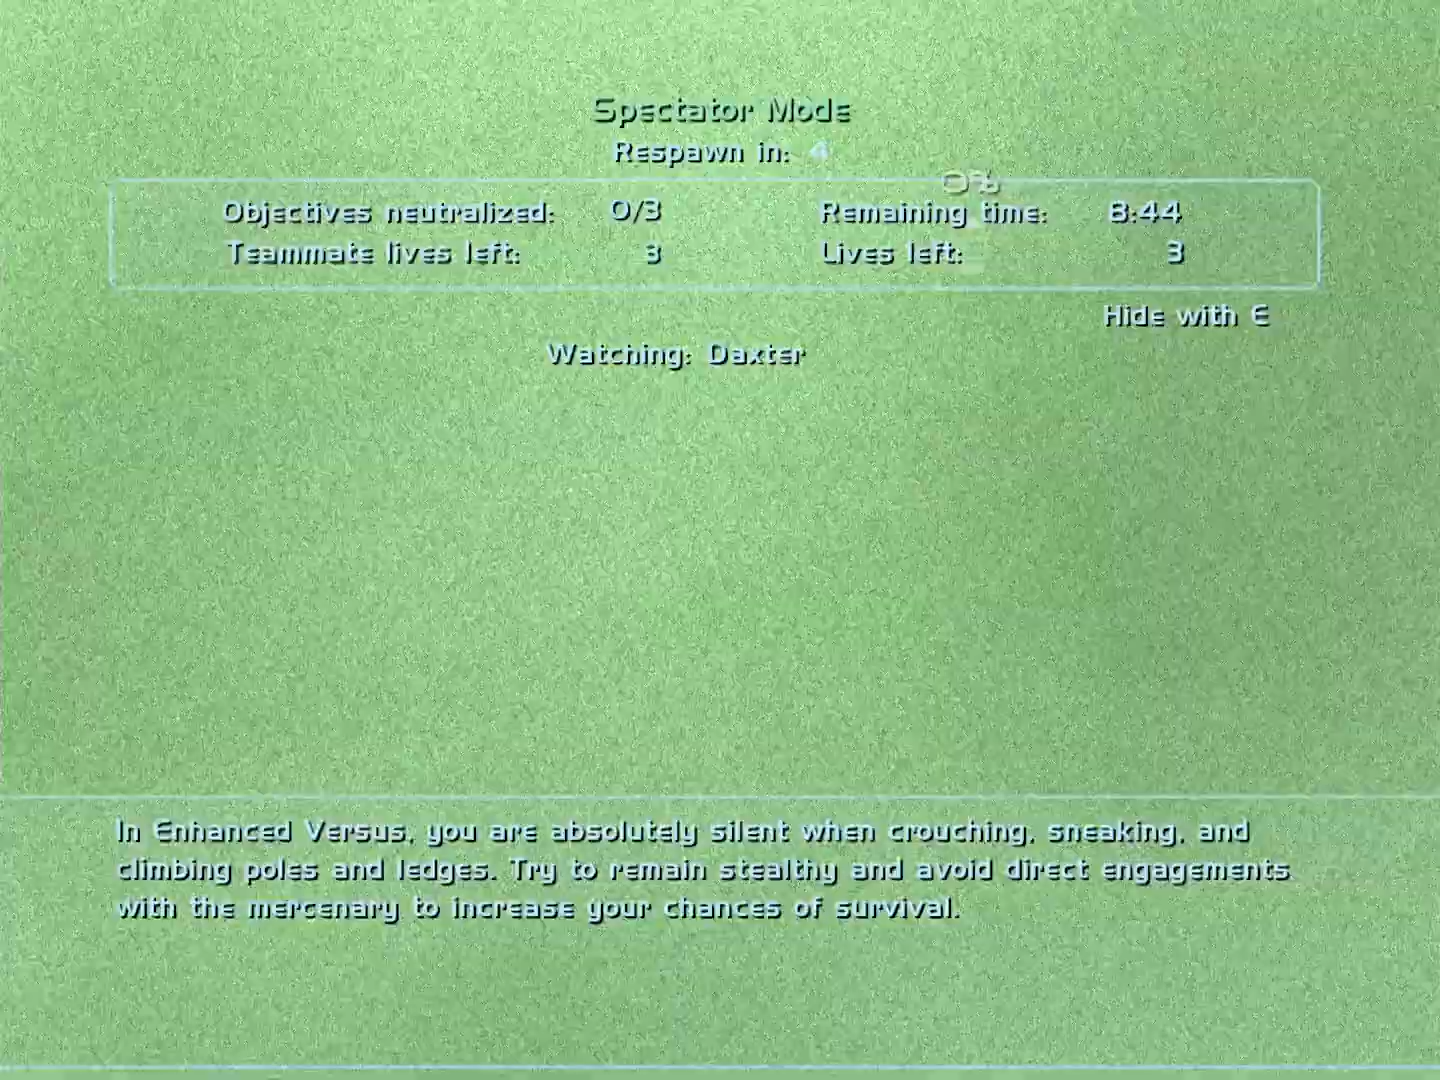 Spectator Mode
Respawn in: 4
0%
Objectives neutralized: 0/3 Remaining time: 8:44
Teammate lives left: 3 Lives left: 3
Hide with E
Watching: Daxter
In Enhanced Versus, you are absolutely silent when crouching, sneaking, and
climbing poles and ledges. Try to remain stealthy and avoid direct engagements
with the mercenary to increase your chances of survival.